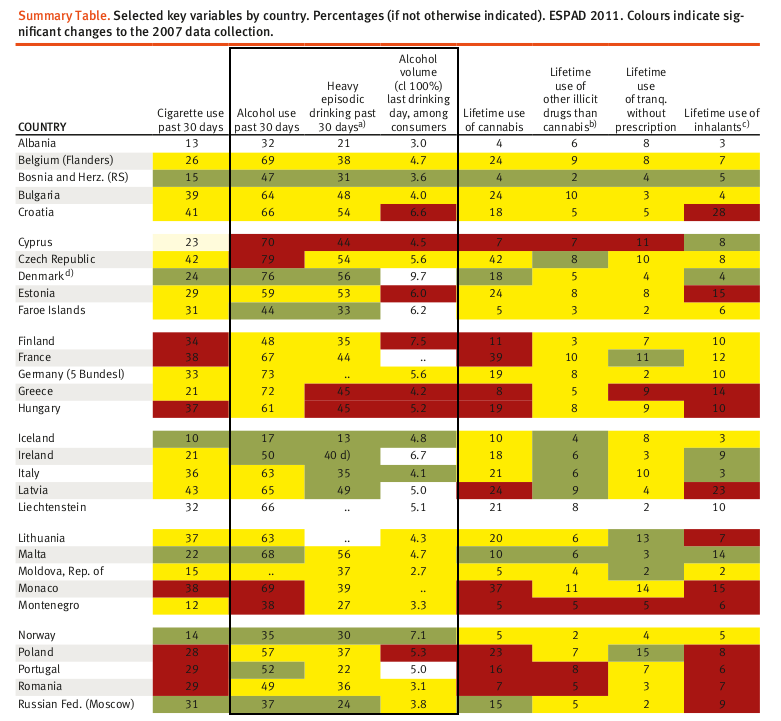 Summary Table. Selected key variables by country. Percentages (if not otherwise indicated). ESPAD 2011. Colours indicate sig-
nificant changes to the 2007 data collection.
COUNTRY Cigarette use past 30 days Alcohol use past 30 days Heavy episodic drinking past 30 days a) Alcohol volume (cl 100%) last drinking day, among consumers Lifetime use of cannabis Lifetime use of other illicit drugs than cannabis b) Lifetime use of tranq. without prescription Lifetime use of inhalants c)
Albania 13 32 21 3.0 4 6 8 3
Belgium (Flanders) 26 69 38 4.7 24 9 8 7
Bosnia and Herz. (RS) 15 47 31 3.6 4 2 4 5
Bulgaria 39 64 48 4.0 24 10 3 4
Croatia 41 66 54 6.6 18 5 5 28
Cyprus 23 70 44 4.5 7 7 11 8
Czech Republic 42 79 54 5.6 42 8 10 8
Denmark d) 24 76 56 9.7 18 5 4 4
Estonia 29 59 53 6.0 24 8 8 15
Faroe Islands 31 44 33 6.2 5 3 2 6
Finland 34 48 35 7.5 11 3 7 10
France 38 67 44 .. 39 10 11 12
Germany (5 Bundesl) 33 73 .. 5.6 19 8 2 10
Greece 21 72 45 4.2 8 5 9 14
Hungary 37 61 45 5.2 19 8 9 10
Iceland 10 17 13 4.8 10 4 8 3
Ireland 21 50 40 d) 6.7 18 6 3 9
Italy 36 63 35 4.1 21 6 10 3
Latvia 43 65 49 5.0 24 9 4 23
Liechtenstein 32 66 .. 5.1 21 8 2 10
Lithuania 37 63 .. 4.3 20 6 13 7
Malta 22 68 56 4.7 10 6 3 14
Moldova, Rep. of 15 .. 37 2.7 5 4 2 2
Monaco 38 69 39 .. 37 11 14 15
Montenegro 12 38 27 3.3 5 5 5 6
Norway 14 35 30 7.1 5 2 4 5
Poland 28 57 37 5.3 23 7 15 8
Portugal 29 52 22 5.0 16 8 7 6
Romania 29 49 36 3.1 7 5 3 7
Russian Fed. (Moscow) 31 37 24 3.8 15 5 2 9